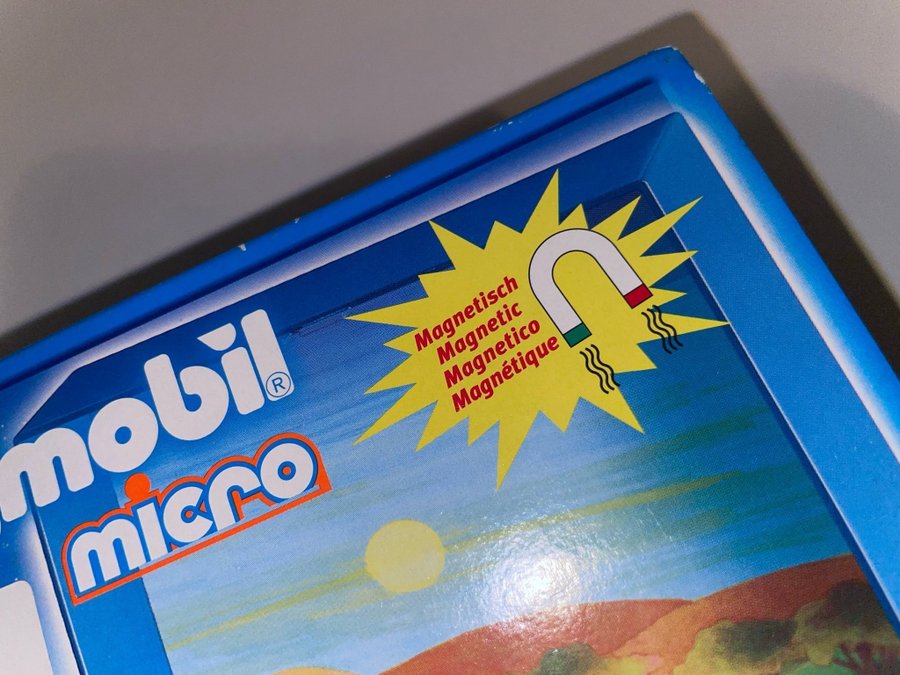 mobil®
micro
Magnetisch
Magnetic
Magnetico
Magnétique